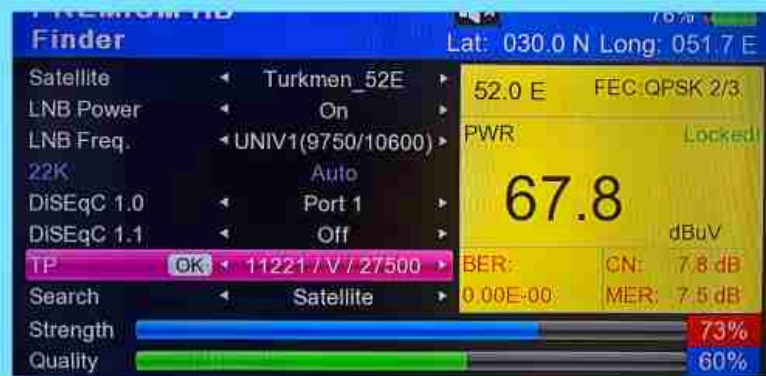 PREMIUM HD
76%
Finder
Lat: 030.0 N Long: 051.7 E
Satellite Turkmen_52E
LNB Power On
LNB Freq. UNIV1(9750/10600)
22K Auto
DiSEqC 1.0 Port 1
DiSEqC 1.1 Off
TP OK 11221 / V / 27500
Search Satellite
Strength 73%
Quality 60%
52.0 E FEC:QPSK 2/3
PWR Locked!
67.8
dBuV
BER: CN: 7.8 dB
0.00E-00 MER: 7.5 dB